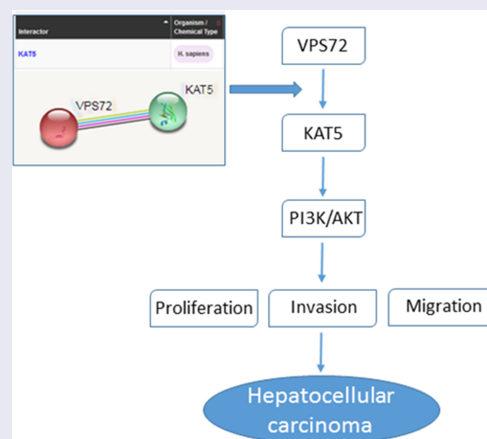 Interactor
Organism /
Chemical Type
KAT5
H. sapiens
VPS72
KAT5
VPS72
KAT5
PI3K/AKT
Proliferation
Invasion
Migration
Hepatocellular
carcinoma